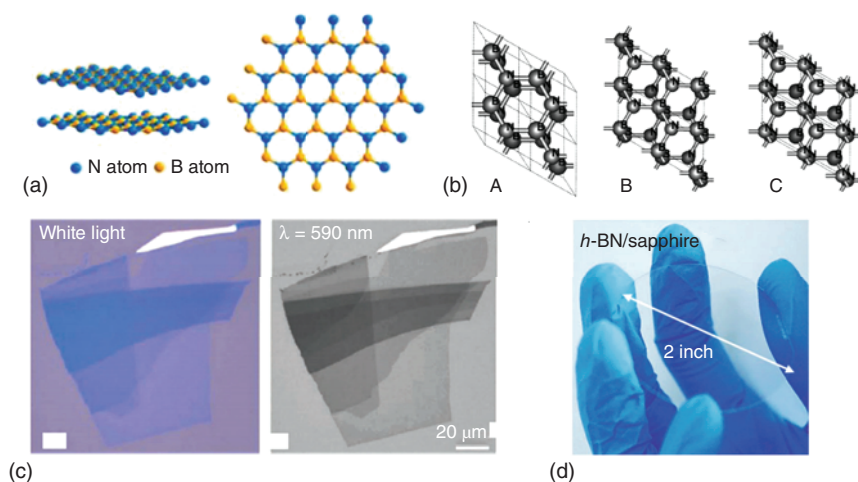 N atom B atom
(a)
A B C
(b)
White light
λ = 590 nm
20 μm
(c)
h-BN/sapphire
2 inch
(d)